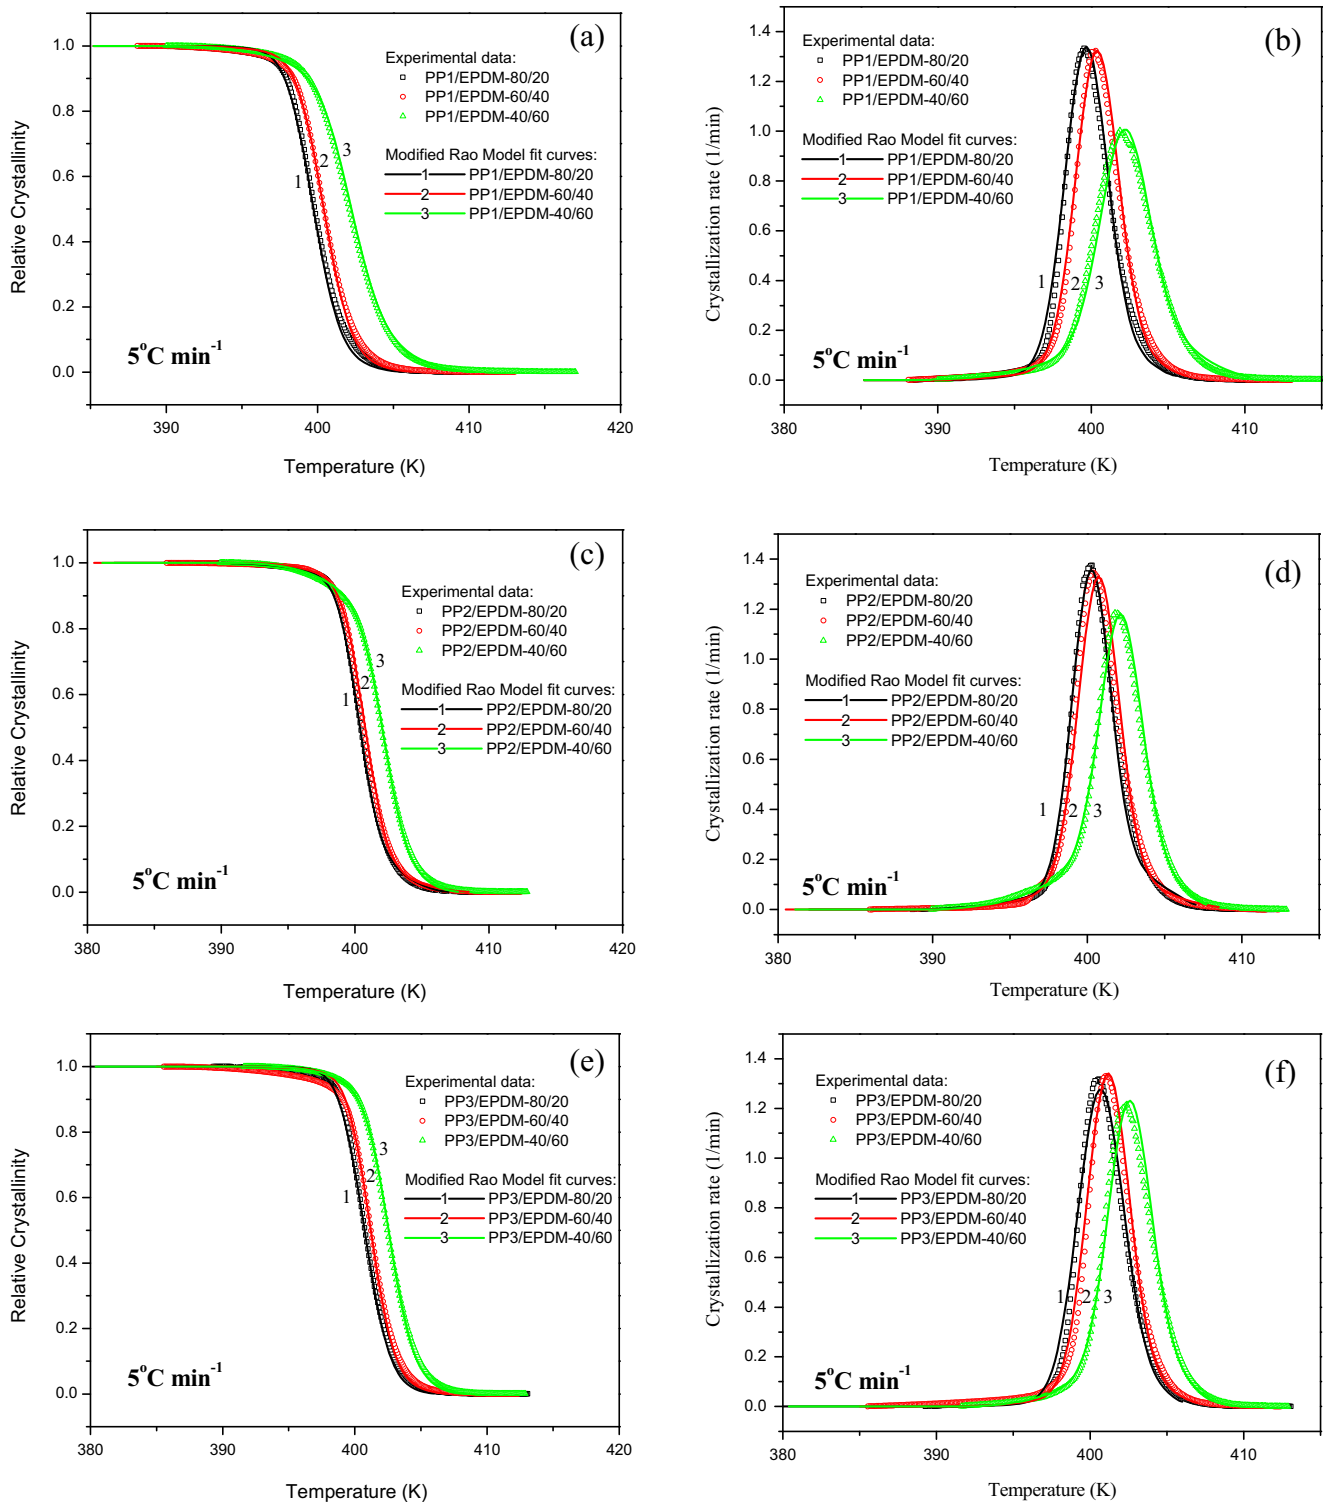 (a)
Relative Crystallinity
1.0
0.8
0.6
0.4
0.2
0.0
Experimental data:
PP1/EPDM-80/20
PP1/EPDM-60/40
PP1/EPDM-40/60
Modified Rao Model fit curves:
1 PP1/EPDM-80/20
2 PP1/EPDM-60/40
3 PP1/EPDM-40/60
1
2
3
5°C min-1
390 400 410 420
Temperature (K)
(b)
Crystallization rate (1/min)
1.4
1.2
1.0
0.8
0.6
0.4
0.2
0.0
Experimental data:
PP1/EPDM-80/20
PP1/EPDM-60/40
PP1/EPDM-40/60
Modified Rao Model fit curves:
1 PP1/EPDM-80/20
2 PP1/EPDM-60/40
3 PP1/EPDM-40/60
1 2 3
5°C min-1
380 390 400 410
Temperature (K)
(c)
Relative Crystallinity
1.0
0.8
0.6
0.4
0.2
0.0
Experimental data:
PP2/EPDM-80/20
PP2/EPDM-60/40
PP2/EPDM-40/60
Modified Rao Model fit curves:
1 PP2/EPDM-80/20
2 PP2/EPDM-60/40
3 PP2/EPDM-40/60
3
2
1
5°C min-1
380 390 400 410 420
Temperature (K)
(d)
Crystallization rate (1/min)
1.4
1.2
1.0
0.8
0.6
0.4
0.2
0.0
Experimental data:
PP2/EPDM-80/20
PP2/EPDM-60/40
PP2/EPDM-40/60
Modified Rao Model fit curves:
1 PP2/EPDM-80/20
2 PP2/EPDM-60/40
3 PP2/EPDM-40/60
1 2 3
5°C min-1
380 390 400 410
Temperature (K)
(e)
Relative Crystallinity
1.0
0.8
0.6
0.4
0.2
0.0
Experimental data:
PP3/EPDM-80/20
PP3/EPDM-60/40
PP3/EPDM-40/60
Modified Rao Model fit curves:
1 PP3/EPDM-80/20
2 PP3/EPDM-60/40
3 PP3/EPDM-40/60
3
2
1
5°C min-1
380 390 400 410 420
Temperature (K)
(f)
Crystallization rate (1/min)
1.4
1.2
1.0
0.8
0.6
0.4
0.2
0.0
Experimental data:
PP3/EPDM-80/20
PP3/EPDM-60/40
PP3/EPDM-40/60
Modified Rao Model fit curves:
1 PP3/EPDM-80/20
2 PP3/EPDM-60/40
3 PP3/EPDM-40/60
1 2 3
5°C min-1
380 390 400 410
Temperature (K)